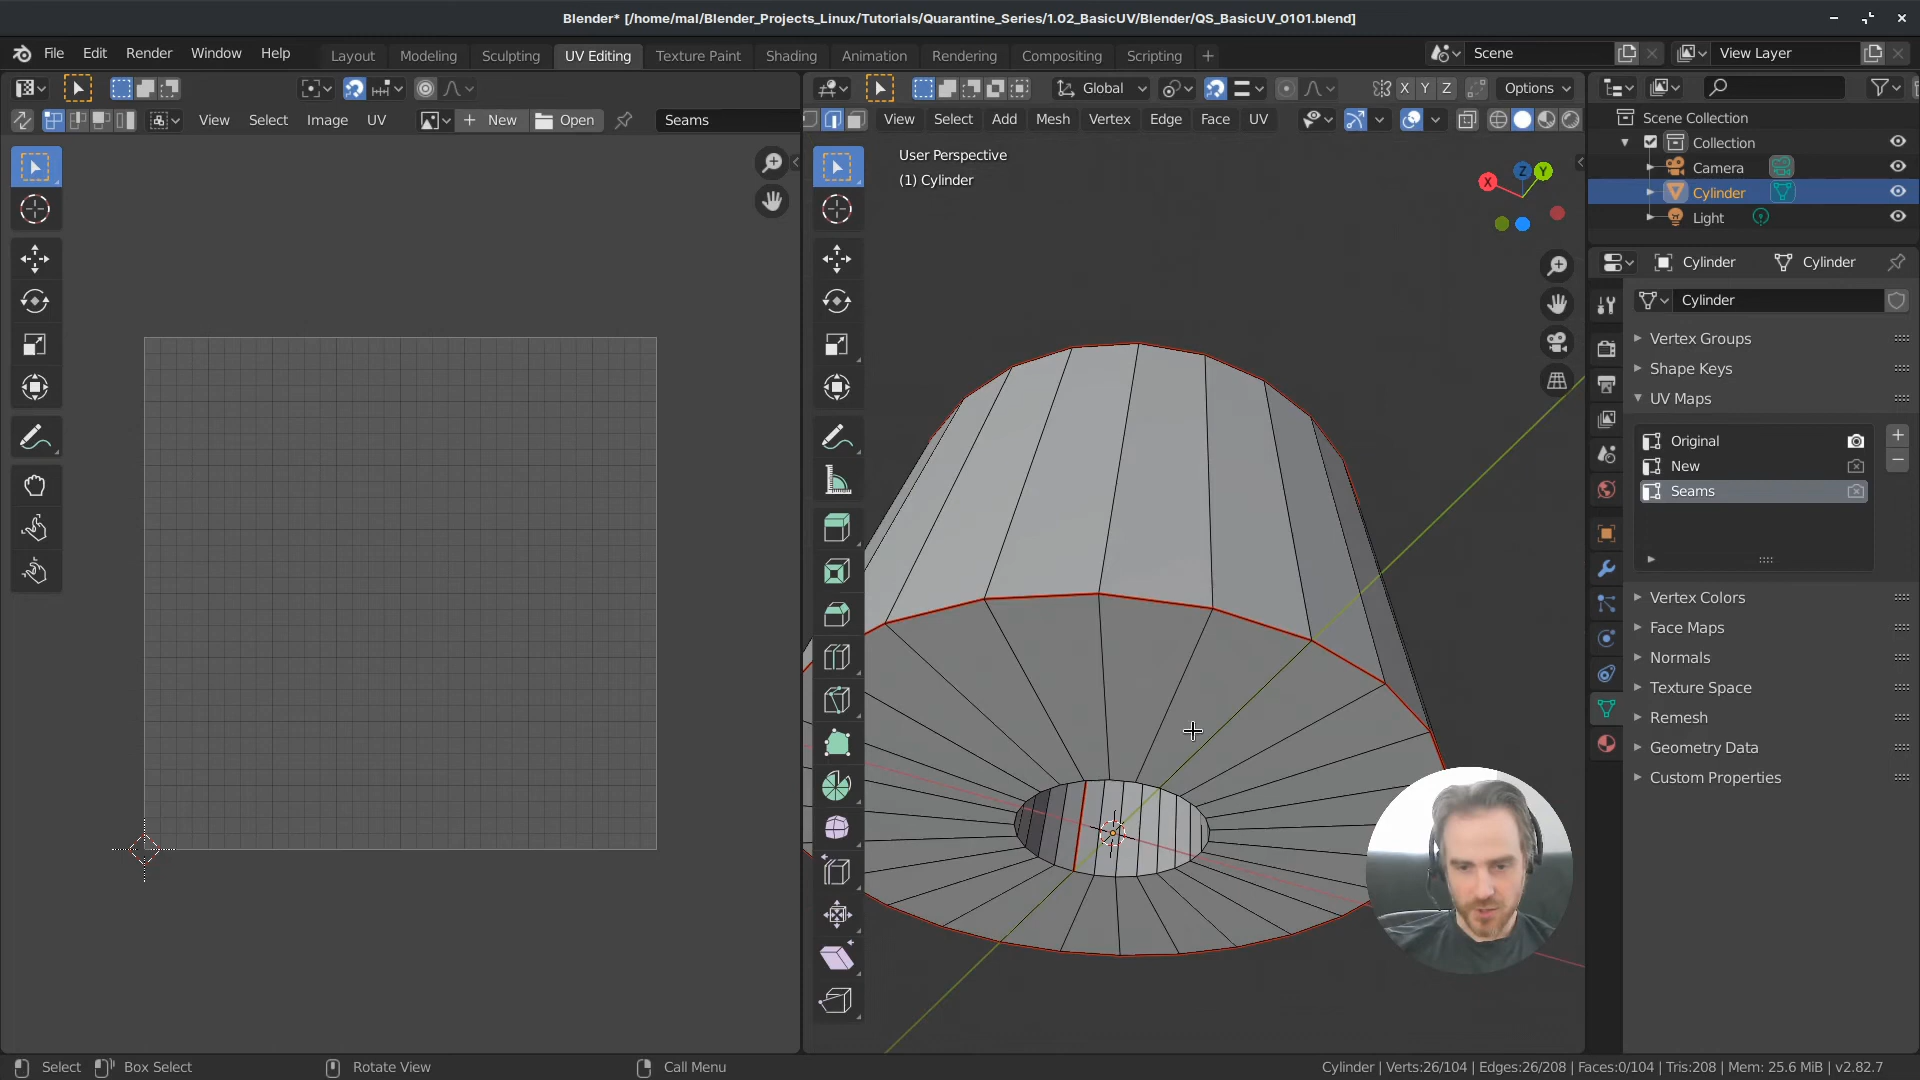 Blender* [/home/mal/Blender_Projects_Linux/Tutorials/Quarantine_Series/1.02_BasicUV/Blender/QS_BasicUV_0101.blend]
File Edit Render Window Help Layout Modeling Sculpting UV Editing Texture Paint Shading Animation Rendering Compositing Scripting + Scene View Layer
Global X Y Z Options
View Select Image UV New Open Seams View Select Add Mesh Vertex Edge Face UV
Scene Collection
Collection
Camera
Cylinder
Light
User Perspective
(1) Cylinder
X Z Y
Cylinder Cylinder
Cylinder
Vertex Groups
Shape Keys
UV Maps
Original
New
Seams
Vertex Colors
Face Maps
Normals
Texture Space
Remesh
Geometry Data
Custom Properties
Select Box Select Rotate View Call Menu Cylinder | Verts:26/104 | Edges:26/208 | Faces:0/104 | Tris:208 | Mem: 25.6 MiB | v2.82.7